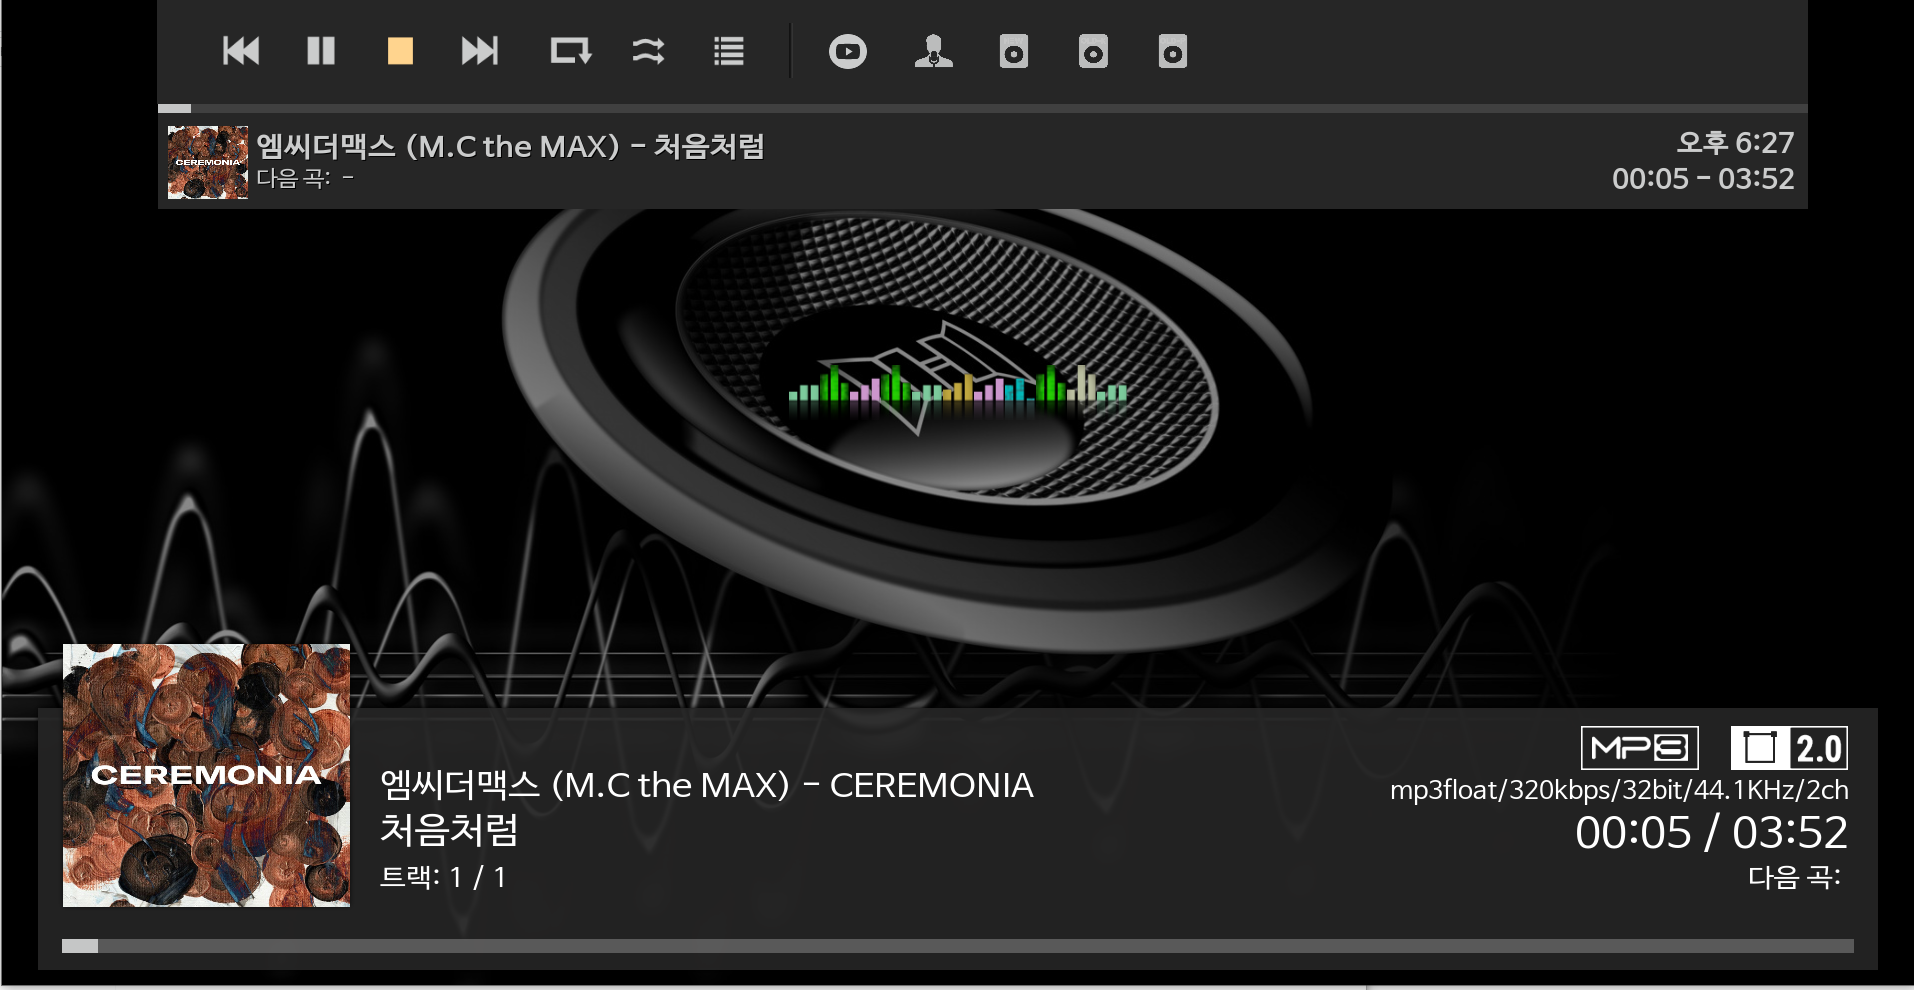 CEREMONIA
엠씨더맥스 (M.C the MAX) - 처음처럼
다음 곡: -
오후 6:27
00:05 - 03:52
CEREMONIA
엠씨더맥스 (M.C the MAX) - CEREMONIA
처음처럼
트랙: 1 / 1
MP3
2.0
mp3float/320kbps/32bit/44.1KHz/2ch
00:05 / 03:52
다음 곡: